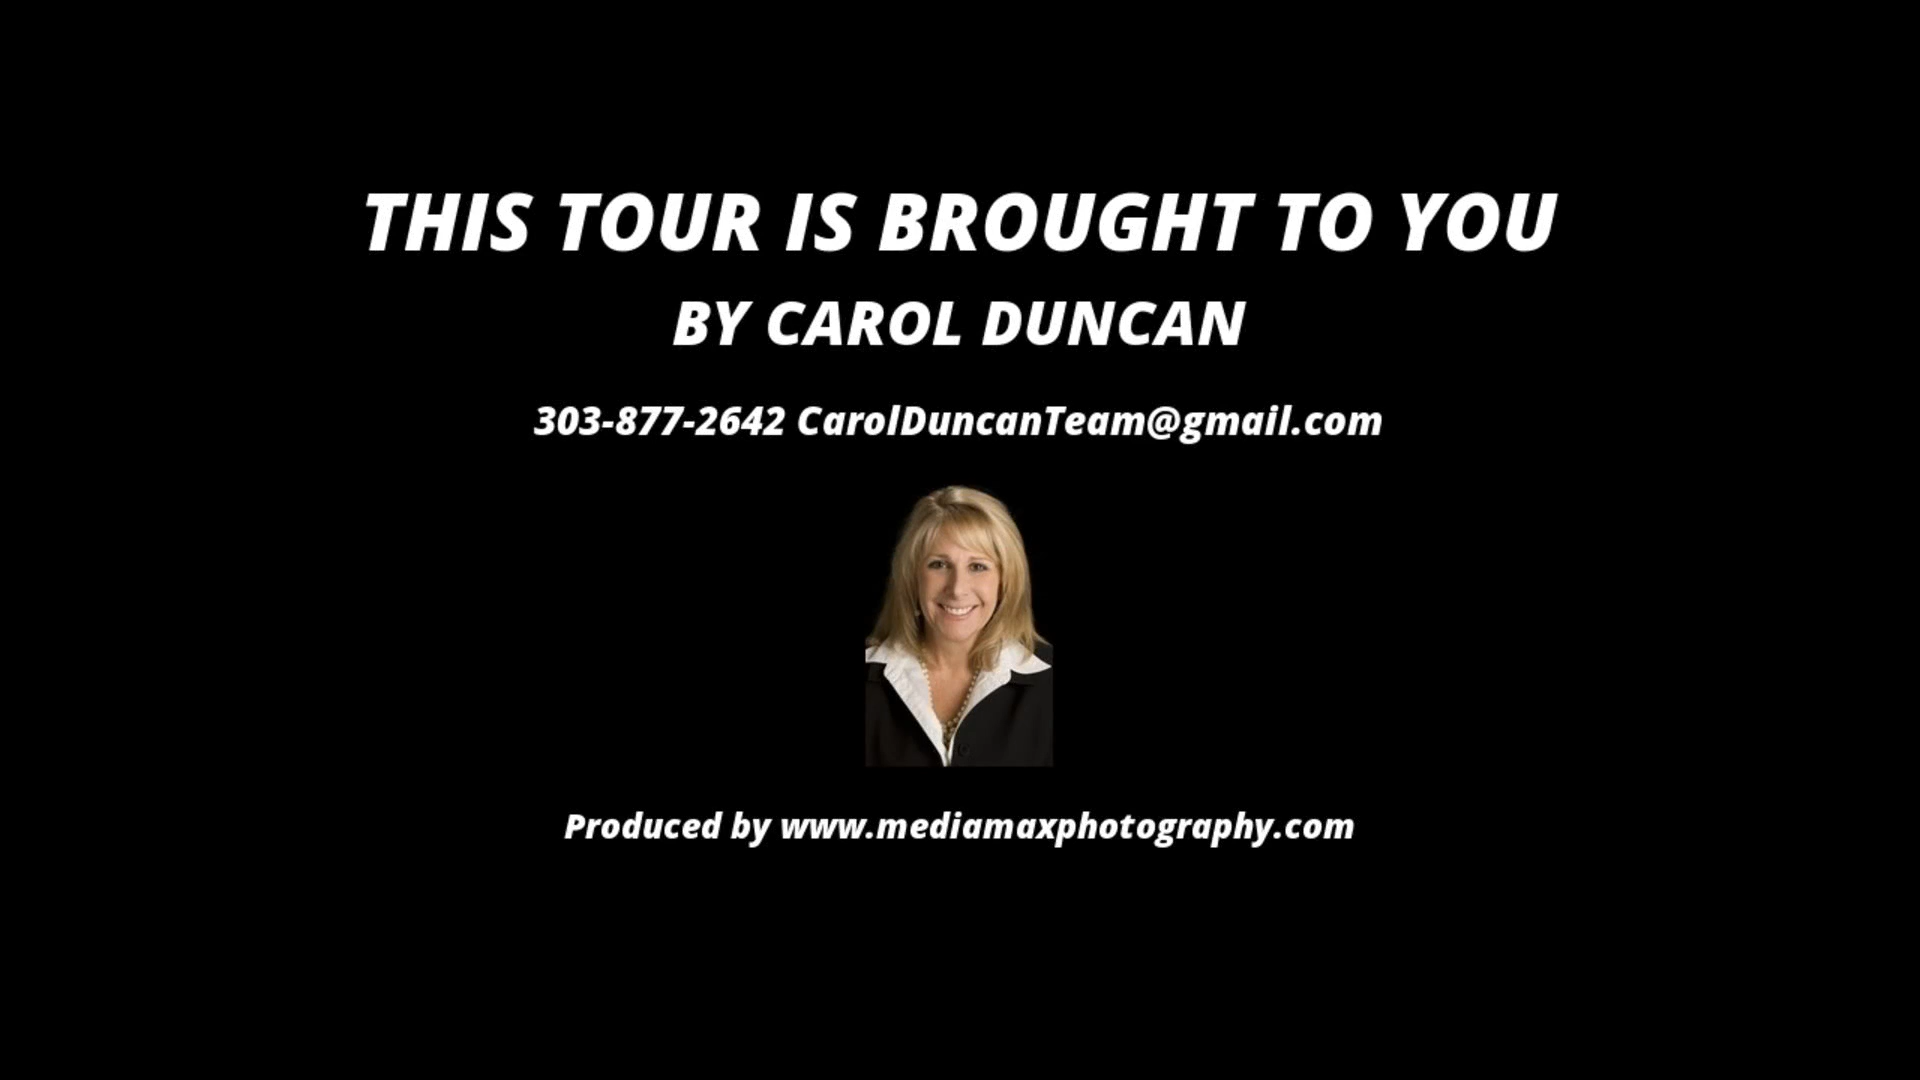 THIS TOUR IS BROUGHT TO YOU
BY CAROL DUNCAN
303-877-2642 CarolDuncanTeam@gmail.com
Produced by www.mediamaxphotography.com